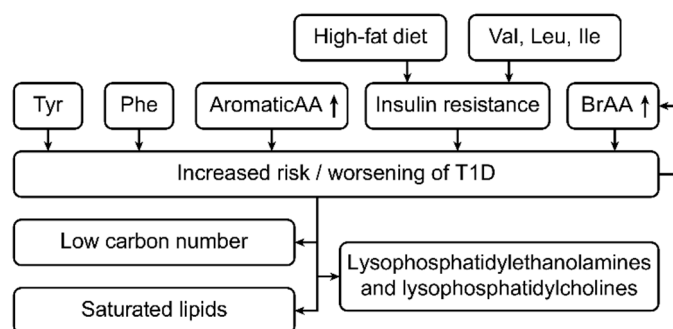 High-fat diet
Val, Leu, Ile
Tyr
Phe
AromaticAA ↑
Insulin resistance
BrAA ↑
Increased risk / worsening of T1D
Low carbon number
Lysophosphatidylethanolamines
and lysophosphatidylcholines
Saturated lipids